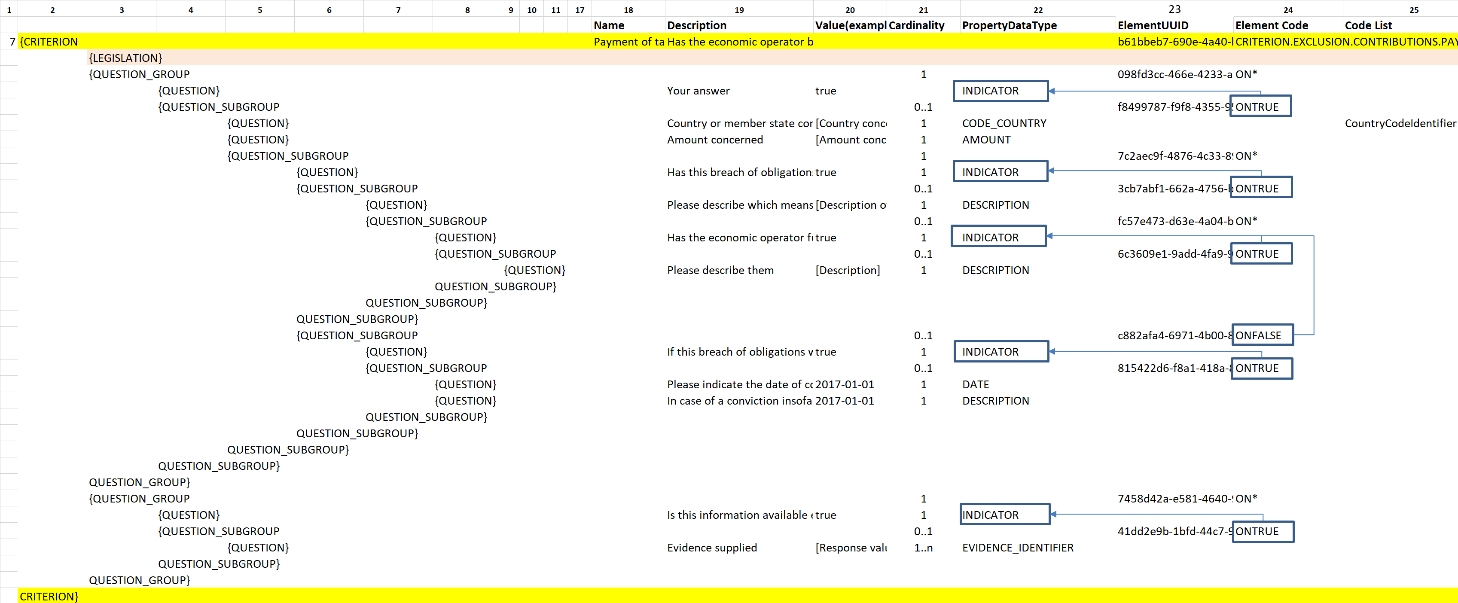 1 2 3 4 5 6 7 8 9 10 11 17 18 19 20 21 22 23 24 25
Name Description Value(exampl Cardinality PropertyDataType ElementUUID Element Code Code List
7 {CRITERION Payment of ta Has the economic operator b b61bbeb7-690e-4a40- CRITERION.EXCLUSION.CONTRIBUTIONS.PAY
{LEGISLATION}
{QUESTION_GROUP 1 098fd3cc-466e-4233-a ON*
{QUESTION} Your answer true INDICATOR
{QUESTION_SUBGROUP 0..1 f8499787-f9f8-4355-9 ONTRUE
{QUESTION} Country or member state cor [Country conc 1 CODE_COUNTRY CountryCodeIdentifier
{QUESTION} Amount concerned [Amount conc 1 AMOUNT
{QUESTION_SUBGROUP 1 7c2aec9f-4876-4c33-8 ON*
{QUESTION} Has this breach of obligation true 1 INDICATOR
{QUESTION_SUBGROUP 0..1 3cb7abf1-662a-4756- ONTRUE
{QUESTION} Please describe which means [Description o 1 DESCRIPTION
{QUESTION_SUBGROUP 0..1 fc57e473-d63e-4a04-b ON*
{QUESTION} Has the economic operator f true 1 INDICATOR
{QUESTION_SUBGROUP 0..1 6c3609e1-9add-4fa9-9 ONTRUE
{QUESTION} Please describe them [Description] 1 DESCRIPTION
QUESTION_SUBGROUP}
QUESTION_SUBGROUP}
QUESTION_SUBGROUP}
{QUESTION_SUBGROUP 0..1 c882afa4-6971-4b00-8 ONFALSE
{QUESTION} If this breach of obligations v true 1 INDICATOR
{QUESTION_SUBGROUP 0..1 815422d6-f8a1-418a- ONTRUE
{QUESTION} Please indicate the date of cc 2017-01-01 1 DATE
{QUESTION} In case of a conviction insofa 2017-01-01 1 DESCRIPTION
QUESTION_SUBGROUP}
QUESTION_SUBGROUP}
QUESTION_SUBGROUP}
QUESTION_SUBGROUP}
QUESTION_GROUP}
{QUESTION_GROUP 1 7458d42a-e581-4640- ON*
{QUESTION} Is this information available true 1 INDICATOR
{QUESTION_SUBGROUP 0..1 41dd2e9b-1bfd-44c7-9 ONTRUE
{QUESTION} Evidence supplied [Response valu 1..n EVIDENCE_IDENTIFIER
QUESTION_SUBGROUP}
QUESTION_GROUP}
CRITERION}